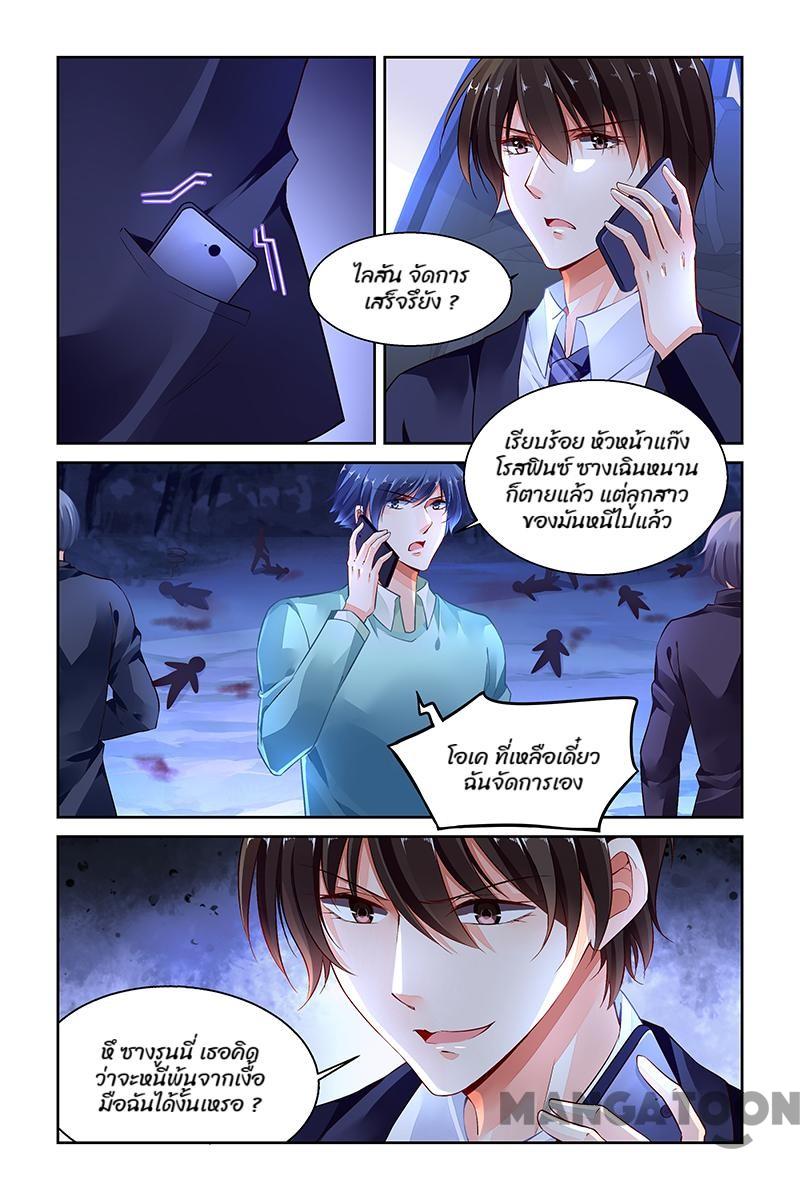 ไลสัน จัดการ
เสร็จรึยัง ?
เรียบร้อย หัวหน้าแก๊ง
โรสฟินซ์ ซางเฉินหนาน
ก็ตายแล้ว แต่ลูกสาว
ของมันหนีไปแล้ว
โอเค ที่เหลือเดี๋ยว
ฉันจัดการเอง
หึ ซางรูนนี่ เธอคิด
ว่าจะหนีพ้นจากเงื้อ
มือฉันได้งั้นเหรอ ?
MANGATOON